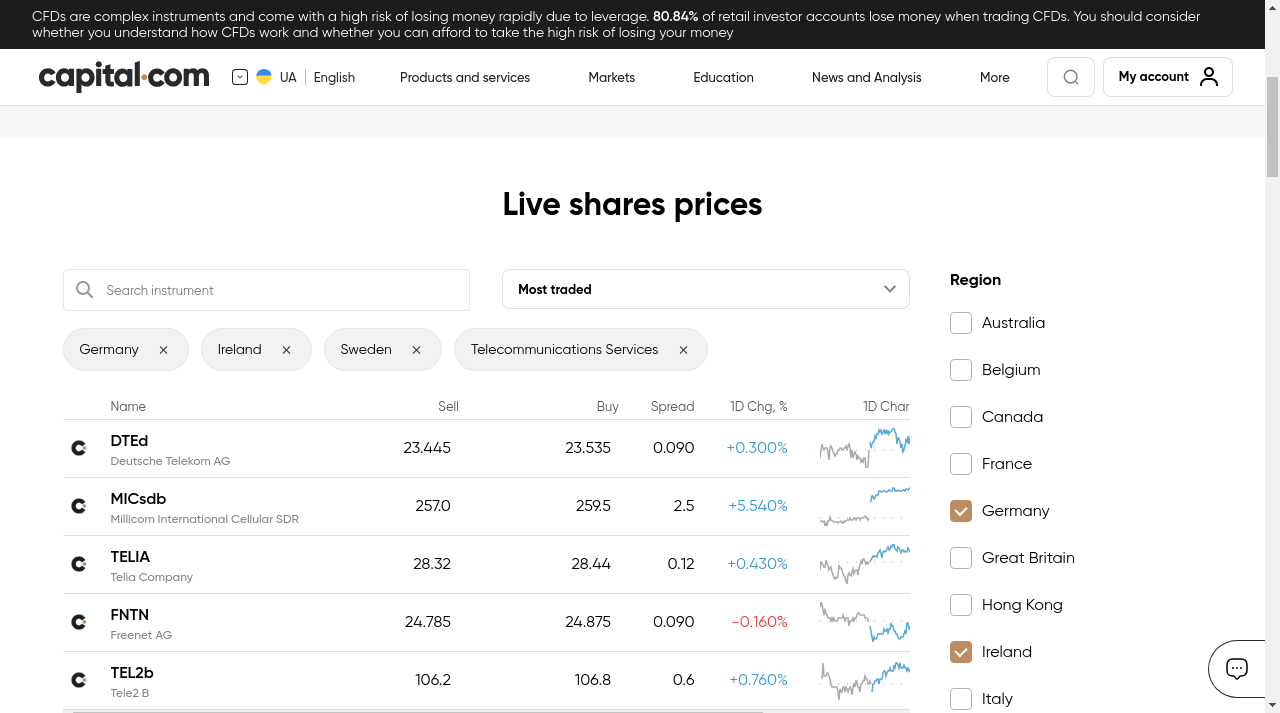 CFDs are complex instruments and come with a high risk of losing money rapidly due to leverage. 80.84% of retail investor accounts lose money when trading CFDs. You should consider
whether you understand how CFDs work and whether you can afford to take the high risk of losing your money
capital.com
UA
English
Products and services
Markets
Education
News and Analysis
More
My account
Live shares prices
Search instrument
Most traded
Germany
Ireland
Sweden
Telecommunications Services
Name Sell Buy Spread 1D Chg, % 1D Char
DTEd 23.445 23.535 0.090 +0.300%
Deutsche Telekom AG
MICsdb 257.0 259.5 2.5 +5.540%
Millicom International Cellular SDR
TELIA 28.32 28.44 0.12 +0.430%
Telia Company
FNTN 24.785 24.875 0.090 -0.160%
Freenet AG
TEL2b 106.2 106.8 0.6 +0.760%
Tele2 B
Region
Australia
Belgium
Canada
France
Germany
Great Britain
Hong Kong
Ireland
Italy